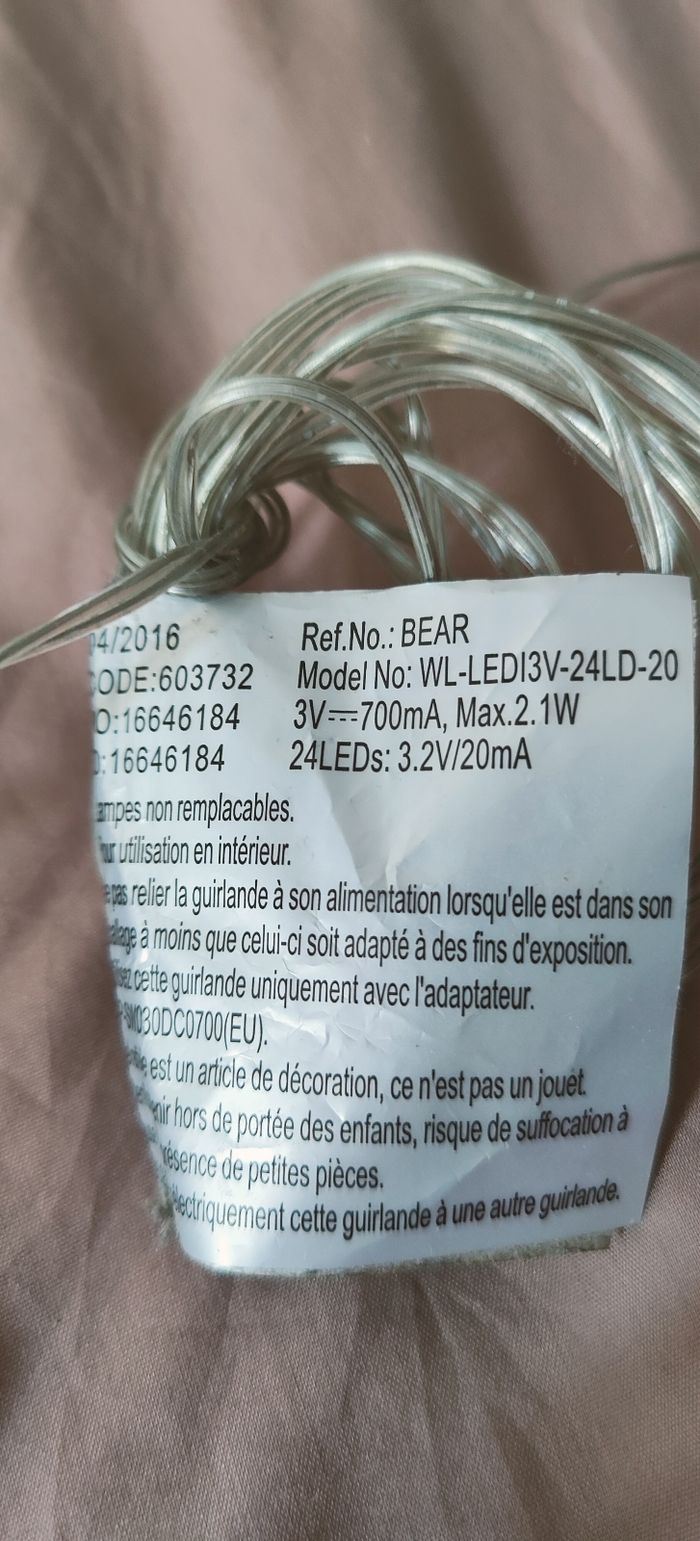 04/2016 Ref.No.: BEAR
CODE:603732 Model No: WL-LEDI3V-24LD-20
O:16646184 3V⎓700mA, Max.2.1W
:16646184 24LEDs: 3.2V/20mA
ampes non remplacables.
our utilisation en intérieur.
pas relier la guirlande à son alimentation lorsqu'elle est dans son
à moins que celui-ci soit adapté à des fins d'exposition.
cette guirlande uniquement avec l'adaptateur.
SM030DC0700(EU).
est un article de décoration, ce n'est pas un jouet.
hors de portée des enfants, risque de suffocation à
résence de petites pièces.
électriquement cette guirlande à une autre guirlande.